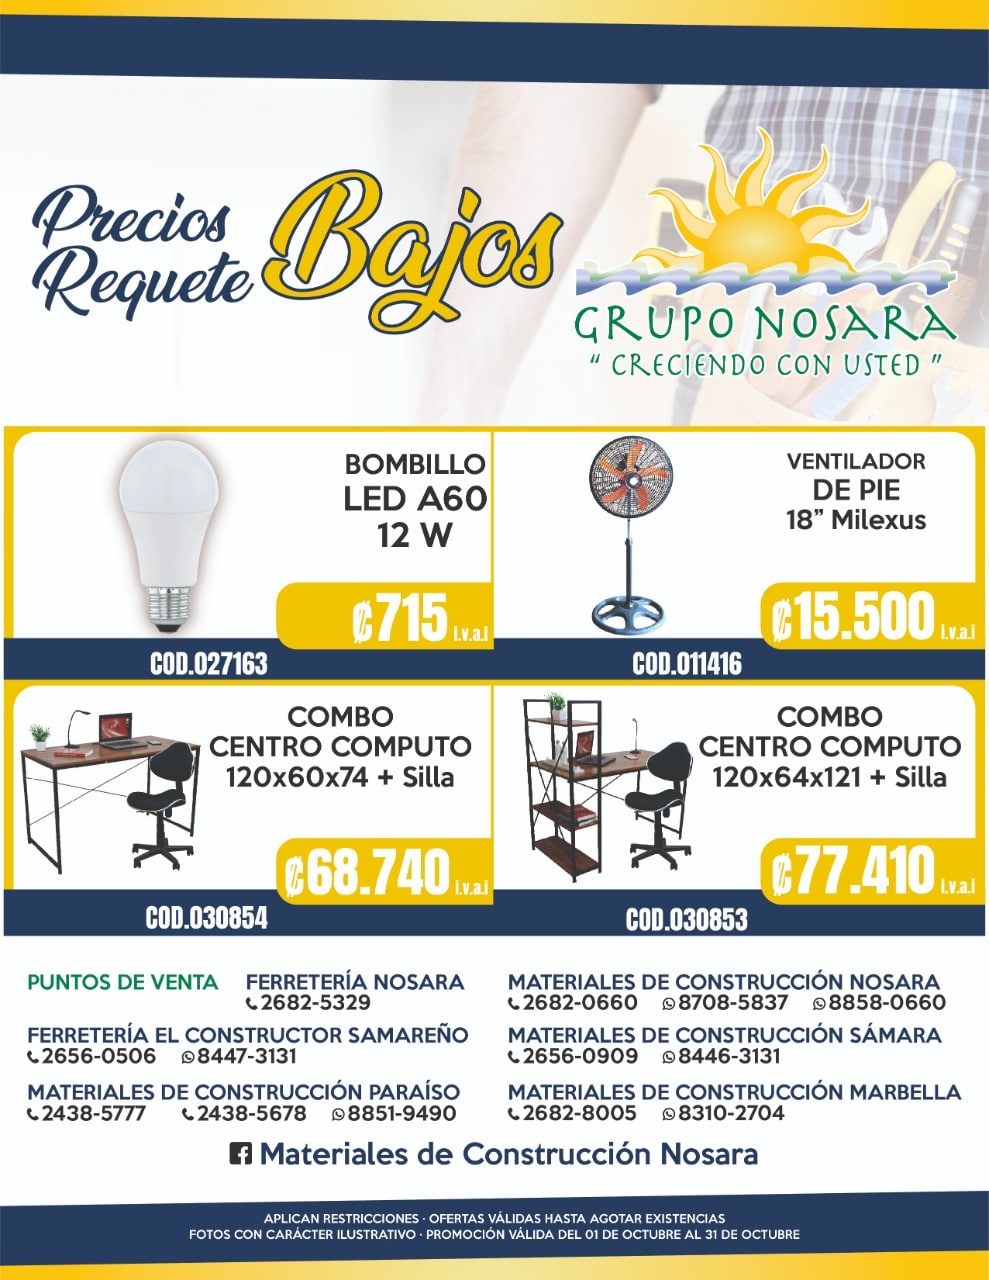 Precios
Requete
Bajos
GRUPO NOSARA
“ CRECIENDO CON USTED ”
BOMBILLO
LED A60
12 W
₡715 i.v.a.i
COD.027163
VENTILADOR
DE PIE
18” Milexus
₡15.500 i.v.a.i
COD.011416
COMBO
CENTRO COMPUTO
120x60x74 + Silla
₡68.740 i.v.a.i
COD.030854
COMBO
CENTRO COMPUTO
120x64x121 + Silla
₡77.410 i.v.a.i
COD.030853
PUNTOS DE VENTA
FERRETERÍA NOSARA
2682-5329
MATERIALES DE CONSTRUCCIÓN NOSARA
2682-0660 8708-5837 8858-0660
FERRETERÍA EL CONSTRUCTOR SAMAREÑO
2656-0506 8447-3131
MATERIALES DE CONSTRUCCIÓN SÁMARA
2656-0909 8446-3131
MATERIALES DE CONSTRUCCIÓN PARAÍSO
2438-5777 2438-5678 8851-9490
MATERIALES DE CONSTRUCCIÓN MARBELLA
2682-8005 8310-2704
Materiales de Construcción Nosara
APLICAN RESTRICCIONES · OFERTAS VÁLIDAS HASTA AGOTAR EXISTENCIAS
FOTOS CON CARÁCTER ILUSTRATIVO · PROMOCIÓN VÁLIDA DEL 01 DE OCTUBRE AL 31 DE OCTUBRE